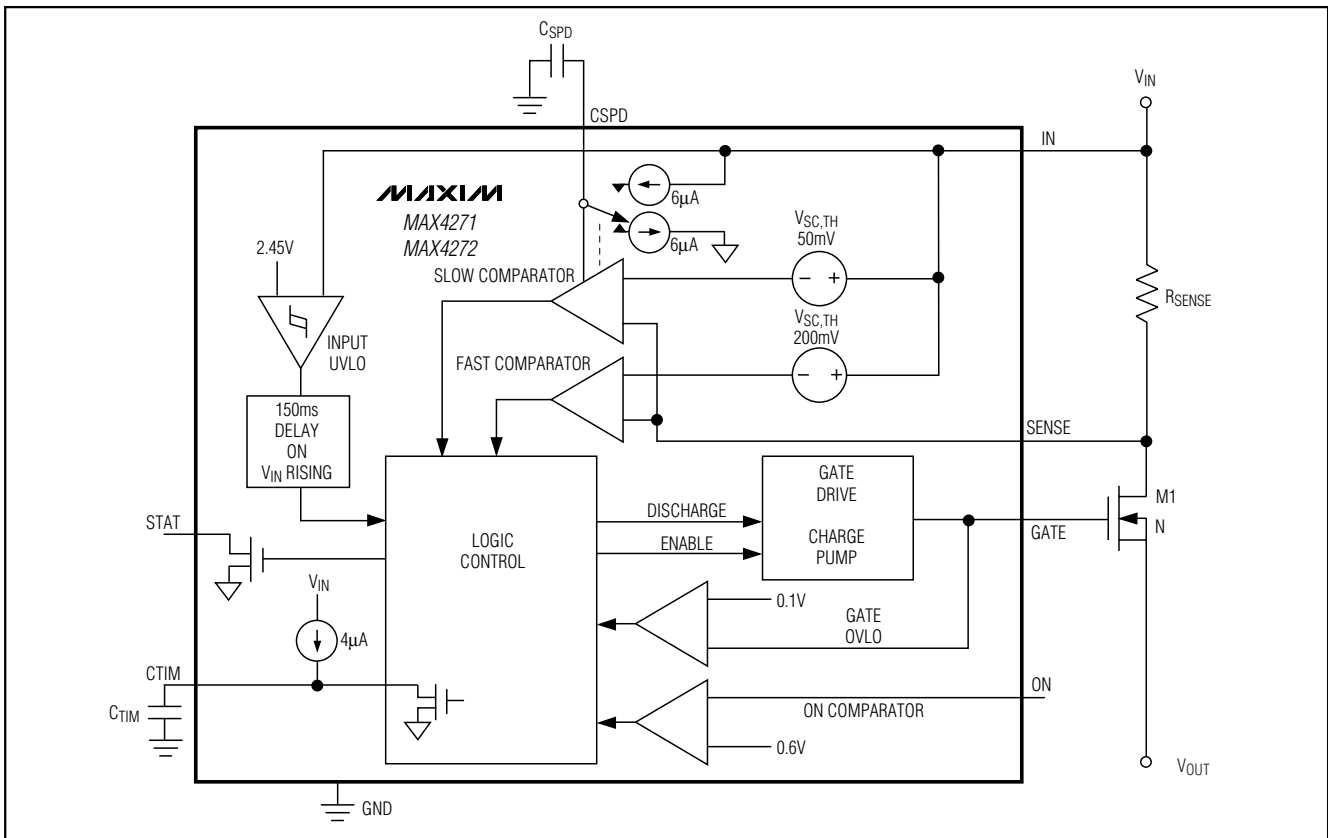 CSPD
CSPD
VIN
IN
MAXIM
MAX4271
MAX4272
6µA
6µA
VSC,TH
50mV
2.45V
SLOW COMPARATOR
RSENSE
VSC,TH
200mV
INPUT
UVLO
FAST COMPARATOR
150ms
DELAY
ON
VIN RISING
SENSE
GATE
DRIVE
CHARGE
PUMP
M1
N
STAT
DISCHARGE
GATE
LOGIC
CONTROL
ENABLE
VIN
0.1V
4µA
GATE
OVLO
CTIM
ON
CTIM
ON COMPARATOR
0.6V
VOUT
GND